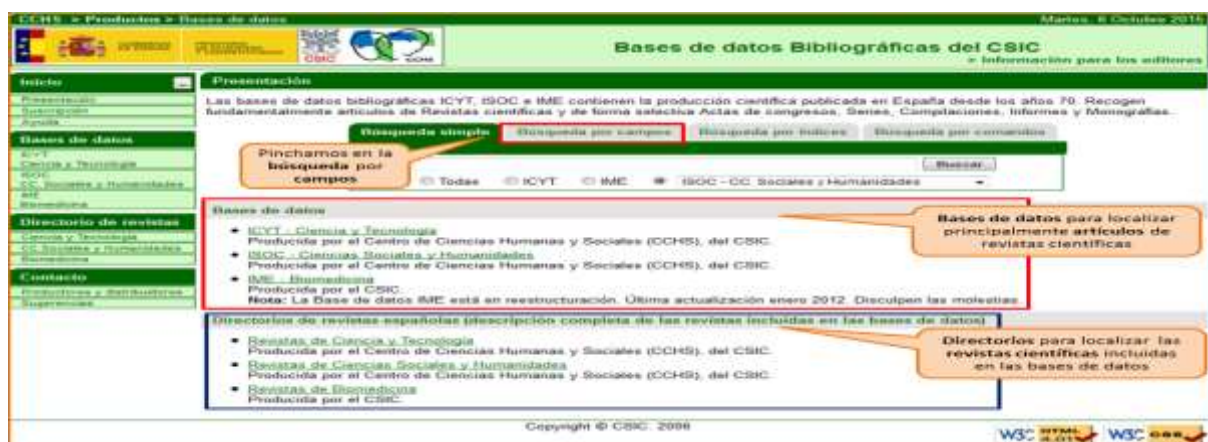 CCHS > Productos > Bases de datos
Martes, 6 Octubre 2015
CSIC
CCHS
Bases de datos Bibliográficas del CSIC
» Información para los editores
Inicio
Presentación
Suscripción
Ayuda
Bases de datos
ICYT
Ciencia y Tecnología
ISOC
CC. Sociales y Humanidades
IME
Biomedicina
Directorio de revistas
Ciencia y Tecnología
CC. Sociales y Humanidades
Biomedicina
Contacto
Productores y distribuidores
Sugerencias
Presentación
Las bases de datos bibliográficas ICYT, ISOC e IME contienen la producción científica publicada en España desde los años 70. Recogen
fundamentalmente artículos de Revistas científicas y de forma selectiva Actas de congresos, Series, Compilaciones, Informes y Monografías.
Búsqueda simple Búsqueda por campos Búsqueda por índices Búsqueda por comandos
Pinchamos en la
búsqueda por
campos
Buscar
Todas ICYT IME ISOC - CC. Sociales y Humanidades
Bases de datos
ICYT - Ciencia y Tecnología
Producida por el Centro de Ciencias Humanas y Sociales (CCHS), del CSIC.
ISOC - Ciencias Sociales y Humanidades
Producida por el Centro de Ciencias Humanas y Sociales (CCHS), del CSIC.
IME - Biomedicina
Producida por el CSIC.
Nota: La Base de datos IME está en reestructuración. Última actualización enero 2012. Disculpen las molestias.
Bases de datos para localizar
principalmente artículos de
revistas científicas
Directorios de revistas españolas (descripción completa de las revistas incluidas en las bases de datos)
Revistas de Ciencia y Tecnología
Producida por el Centro de Ciencias Humanas y Sociales (CCHS), del CSIC.
Revistas de Ciencias Sociales y Humanidades
Producida por el Centro de Ciencias Humanas y Sociales (CCHS), del CSIC.
Revistas de Biomedicina
Producida por el CSIC.
Directorios para localizar las
revistas científicas incluidas
en las bases de datos
Copyright © CSIC 2006
W3C HTML 4.01
W3C css